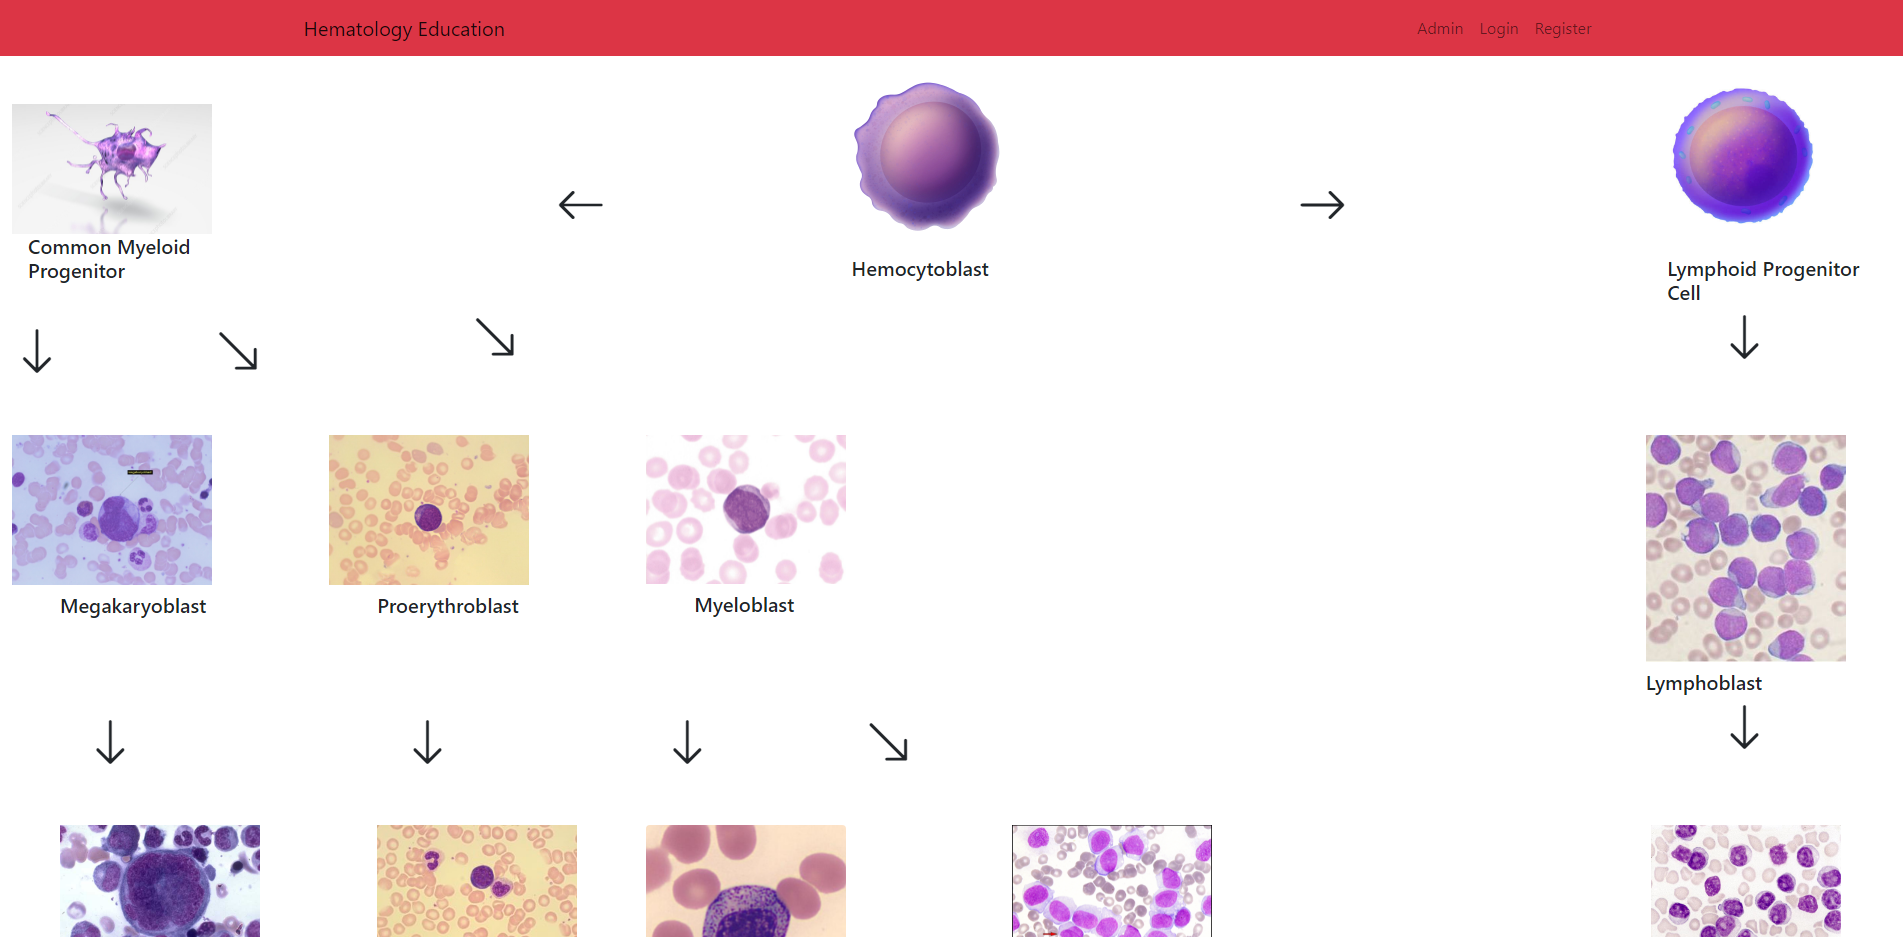 Hematology Education
Admin Login Register
Common Myeloid
Progenitor
Hemocytoblast
Lymphoid Progenitor
Cell
Megakaryoblast
Proerythroblast
Myeloblast
Lymphoblast